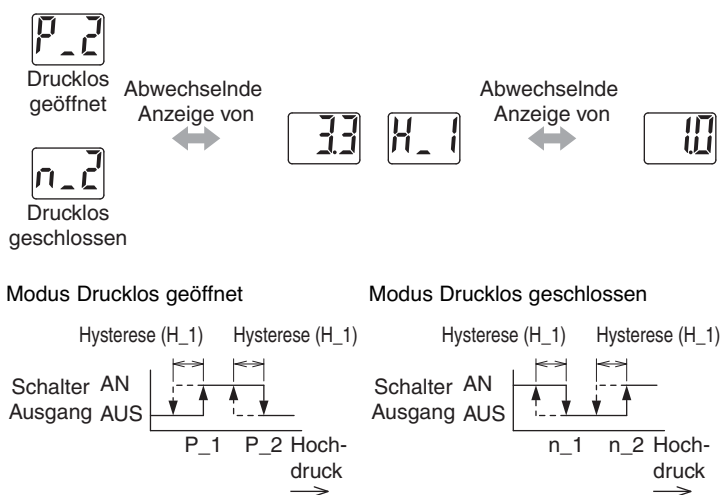 P_2
Drucklos
geöffnet
Abwechselnde
Anzeige von
n_2
Drucklos
geschlossen
3.3
H_1
Abwechselnde
Anzeige von
1.0
Modus Drucklos geöffnet
Hysterese (H_1) Hysterese (H_1)
Schalter AN
Ausgang AUS
P_1 P_2 Hoch-
druck
Modus Drucklos geschlossen
Hysterese (H_1) Hysterese (H_1)
Schalter AN
Ausgang AUS
n_1 n_2 Hoch-
druck